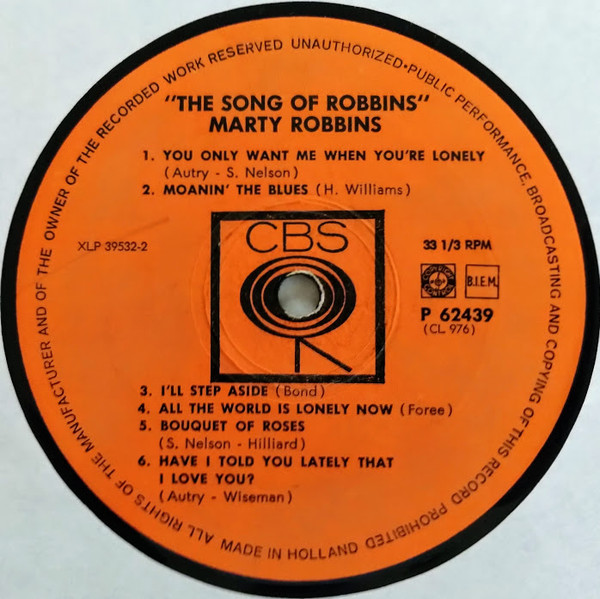 ALL RIGHTS OF THE MANUFACTURER AND OF THE OWNER OF THE RECORDED WORK RESERVED UNAUTHORIZED•PUBLIC PERFORMANCE, BROADCASTING AND COPYING OF THIS RECORD PROHIBITED
"THE SONG OF ROBBINS"
MARTY ROBBINS
1. YOU ONLY WANT ME WHEN YOU'RE LONELY
(Autry - S. Nelson)
2. MOANIN' THE BLUES (H. Williams)
CBS
XLP 39532-2
33 1/3 RPM
B.I.E.M.
P 62439
(CL 976)
3. I'LL STEP ASIDE (Bond)
4. ALL THE WORLD IS LONELY NOW (Foree)
5. BOUQUET OF ROSES
(S. Nelson - Hilliard)
6. HAVE I TOLD YOU LATELY THAT
I LOVE YOU?
(Autry - Wiseman)
MADE IN HOLLAND